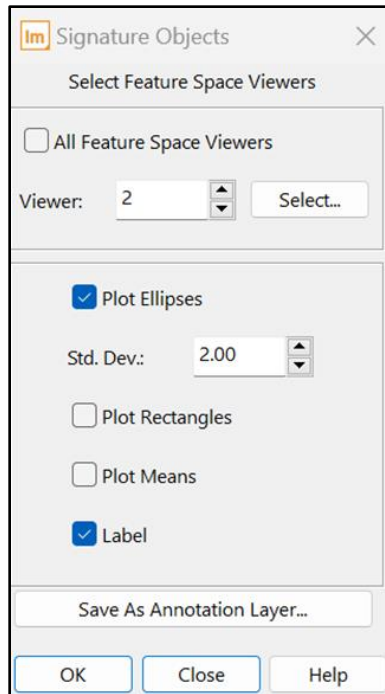 Im Signature Objects
Select Feature Space Viewers
All Feature Space Viewers
Viewer: 2 Select...
Plot Ellipses
Std. Dev.: 2.00
Plot Rectangles
Plot Means
Label
Save As Annotation Layer...
OK Close Help